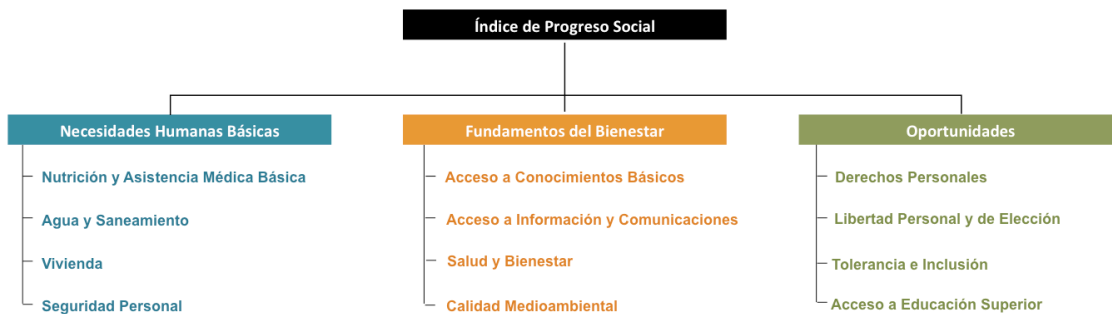 Índice de Progreso Social
Necesidades Humanas Básicas
Nutrición y Asistencia Médica Básica
Agua y Saneamiento
Vivienda
Seguridad Personal
Fundamentos del Bienestar
Acceso a Conocimientos Básicos
Acceso a Información y Comunicaciones
Salud y Bienestar
Calidad Medioambiental
Oportunidades
Derechos Personales
Libertad Personal y de Elección
Tolerancia e Inclusión
Acceso a Educación Superior